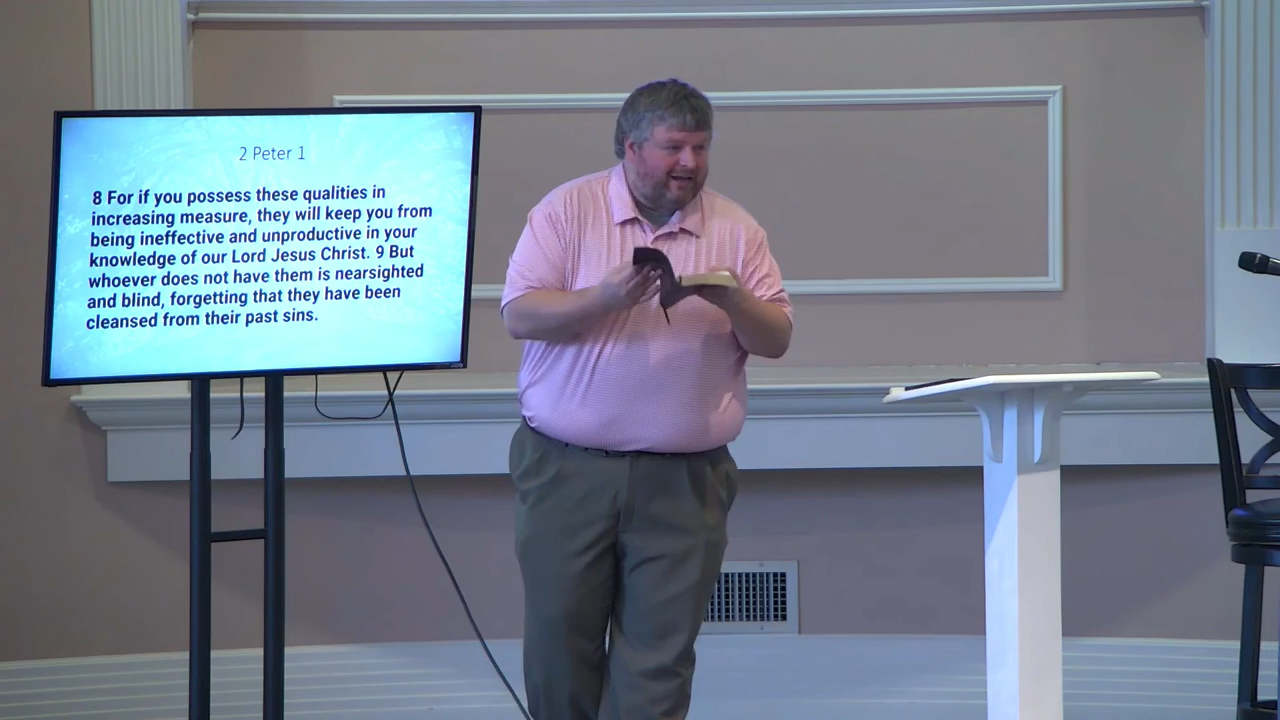 2 Peter 1
8 For if you possess these qualities in
increasing measure, they will keep you from
being ineffective and unproductive in your
knowledge of our Lord Jesus Christ. 9 But
whoever does not have them is nearsighted
and blind, forgetting that they have been
cleansed from their past sins.